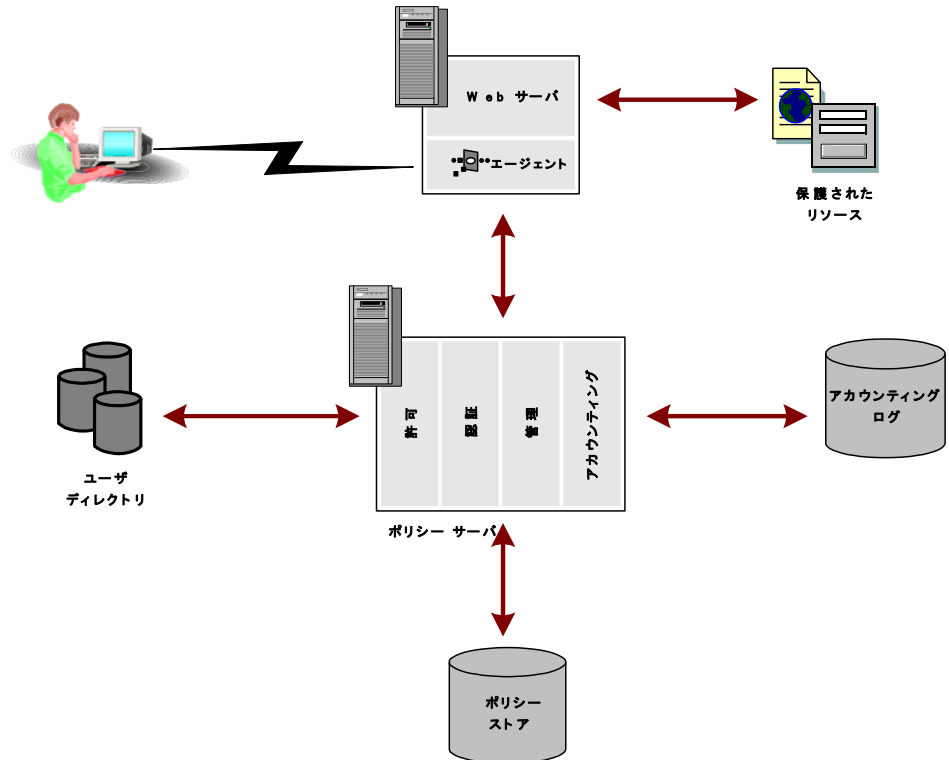 Web サーバ
エージェント
保護された
リソース
許可
認証
管理
アカウンティング
ポリシー サーバ
ユーザ
ディレクトリ
アカウンティング
ログ
ポリシー
ストア